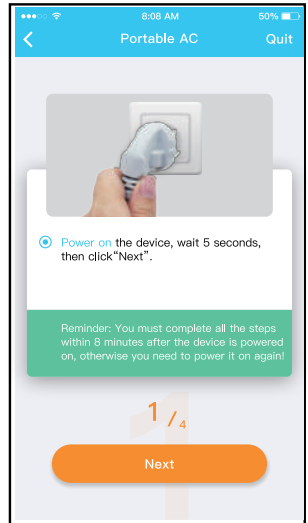 8:08 AM
50%
Portable AC
Quit
Power on the device, wait 5 seconds,
then click“Next”.
Reminder: You must complete all the steps
within 8 minutes after the device is powered
on, otherwise you need to power it on again!
1/4
Next